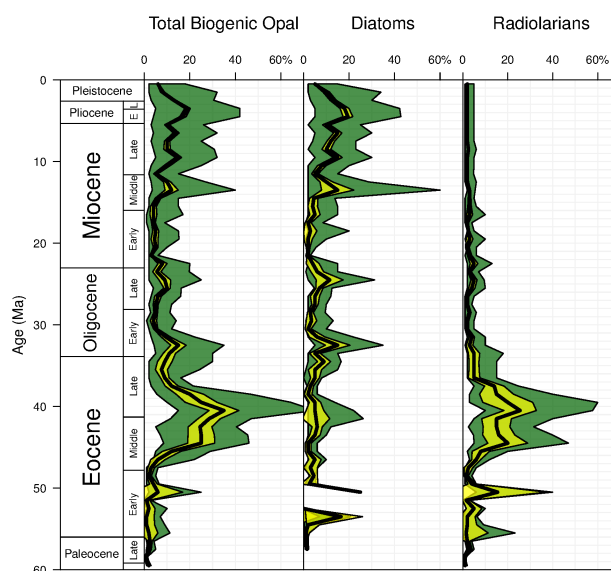 Total Biogenic Opal Diatoms Radiolarians
0 20 40 60% 0 20 40 60% 0 20 40 60%
Age (Ma)
0
10
20
30
40
50
60
Pleistocene
Pliocene
Miocene
Oligocene
Eocene
Paleocene
L
E
Late
Middle
Early
Late
Early
Late
Middle
Early
Late